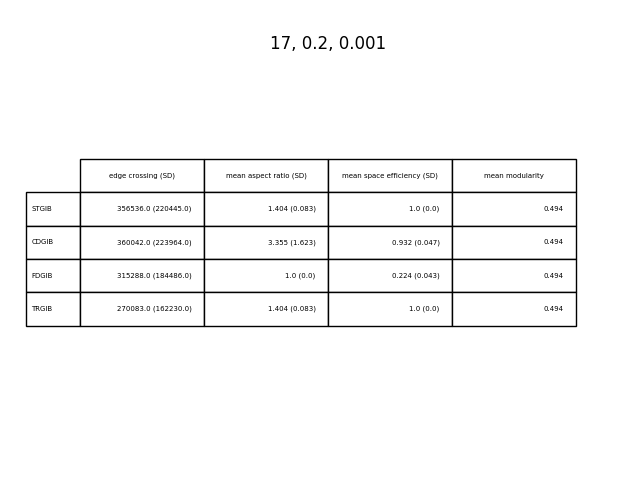 17, 0.2, 0.001
edge crossing (SD) mean aspect ratio (SD) mean space efficiency (SD) mean modularity
STGIB 356536.0 (220445.0) 1.404 (0.083) 1.0 (0.0) 0.494
CDGIB 360042.0 (223964.0) 3.355 (1.623) 0.932 (0.047) 0.494
FDGIB 315288.0 (184486.0) 1.0 (0.0) 0.224 (0.043) 0.494
TRGIB 270083.0 (162230.0) 1.404 (0.083) 1.0 (0.0) 0.494